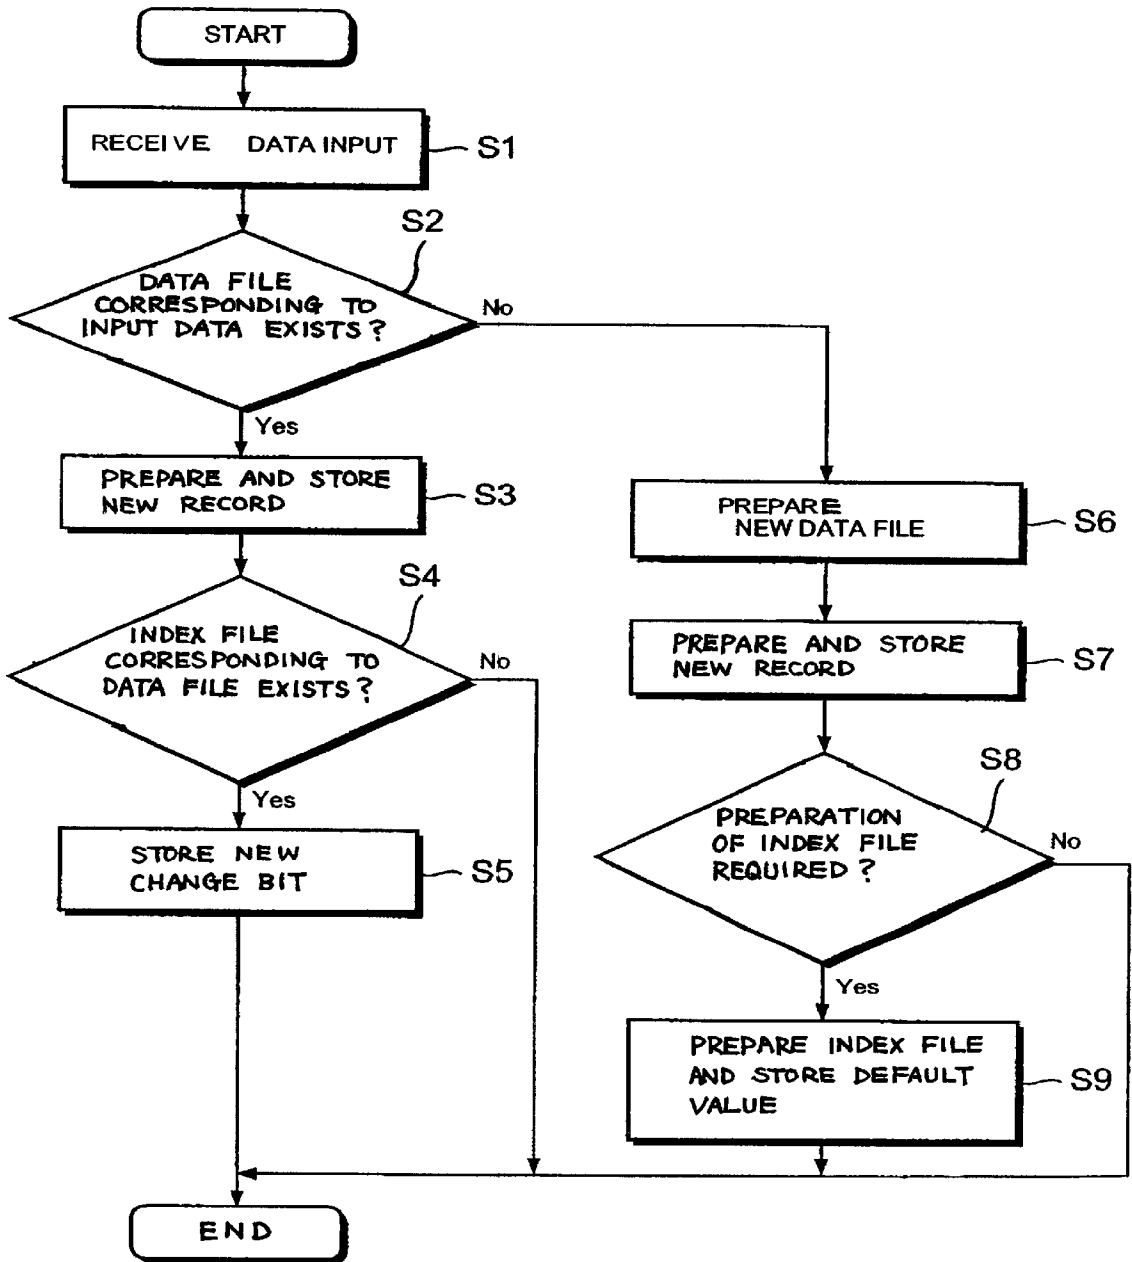 START
RECEIVE DATA INPUT
S1
S2
DATA FILE
CORRESPONDING TO
INPUT DATA EXISTS?
No
Yes
PREPARE AND STORE
NEW RECORD
S3
S4
INDEX FILE
CORRESPONDING TO
DATA FILE EXISTS?
No
Yes
STORE NEW
CHANGE BIT
S5
PREPARE
NEW DATA FILE
S6
PREPARE AND STORE
NEW RECORD
S7
S8
PREPARATION
OF INDEX FILE
REQUIRED?
No
Yes
PREPARE INDEX FILE
AND STORE DEFAULT
VALUE
S9
END